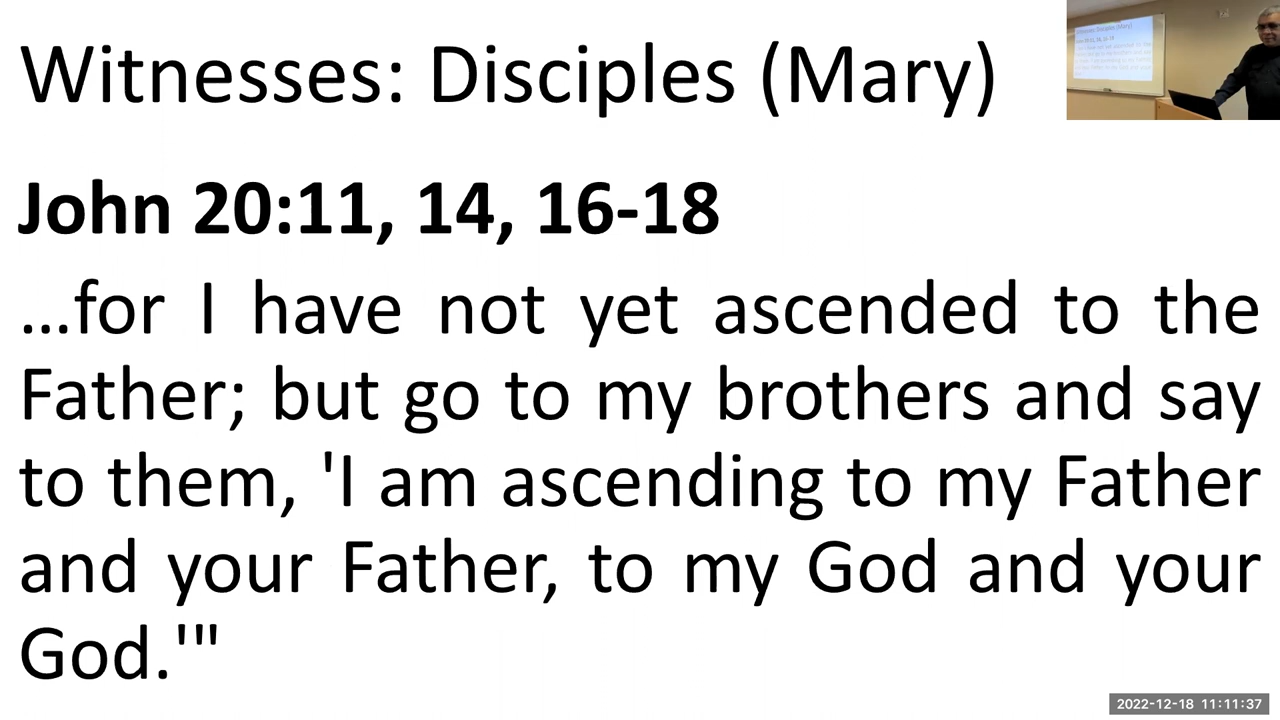 Witnesses: Disciples (Mary)
John 20:11, 14, 16-18
...for I have not yet ascended to the
Father; but go to my brothers and say
to them, 'I am ascending to my Father
and your Father, to my God and your
God.'"
2022-12-18 11:11:37